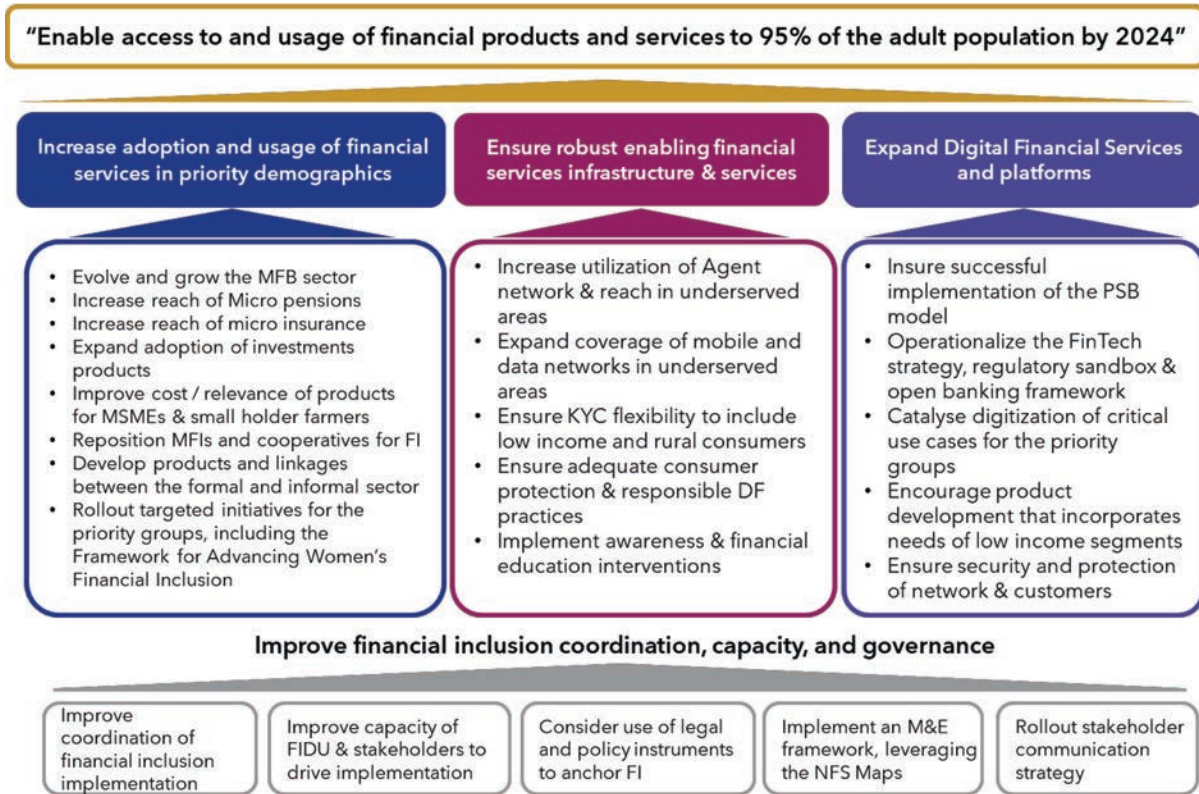 “Enable access to and usage of financial products and services to 95% of the adult population by 2024”
Increase adoption and usage of financial
services in priority demographics
Ensure robust enabling financial
services infrastructure & services
Expand Digital Financial Services
and platforms
• Evolve and grow the MFB sector
• Increase reach of Micro pensions
• Increase reach of micro insurance
• Expand adoption of investments
products
• Improve cost / relevance of products
for MSMEs & small holder farmers
• Reposition MFIs and cooperatives for FI
• Develop products and linkages
between the formal and informal sector
• Rollout targeted initiatives for the
priority groups, including the
Framework for Advancing Women’s
Financial Inclusion
• Increase utilization of Agent
network & reach in underserved
areas
• Expand coverage of mobile and
data networks in underserved
areas
• Ensure KYC flexibility to include
low income and rural consumers
• Ensure adequate consumer
protection & responsible DF
practices
• Implement awareness & financial
education interventions
• Insure successful
implementation of the PSB
model
• Operationalize the FinTech
strategy, regulatory sandbox &
open banking framework
• Catalyse digitization of critical
use cases for the priority
groups
• Encourage product
development that incorporates
needs of low income segments
• Ensure security and protection
of network & customers
Improve financial inclusion coordination, capacity, and governance
Improve
coordination of
financial inclusion
implementation
Improve capacity of
FIDU & stakeholders to
drive implementation
Consider use of legal
and policy instruments
to anchor FI
Implement an M&E
framework, leveraging
the NFS Maps
Rollout stakeholder
communication
strategy